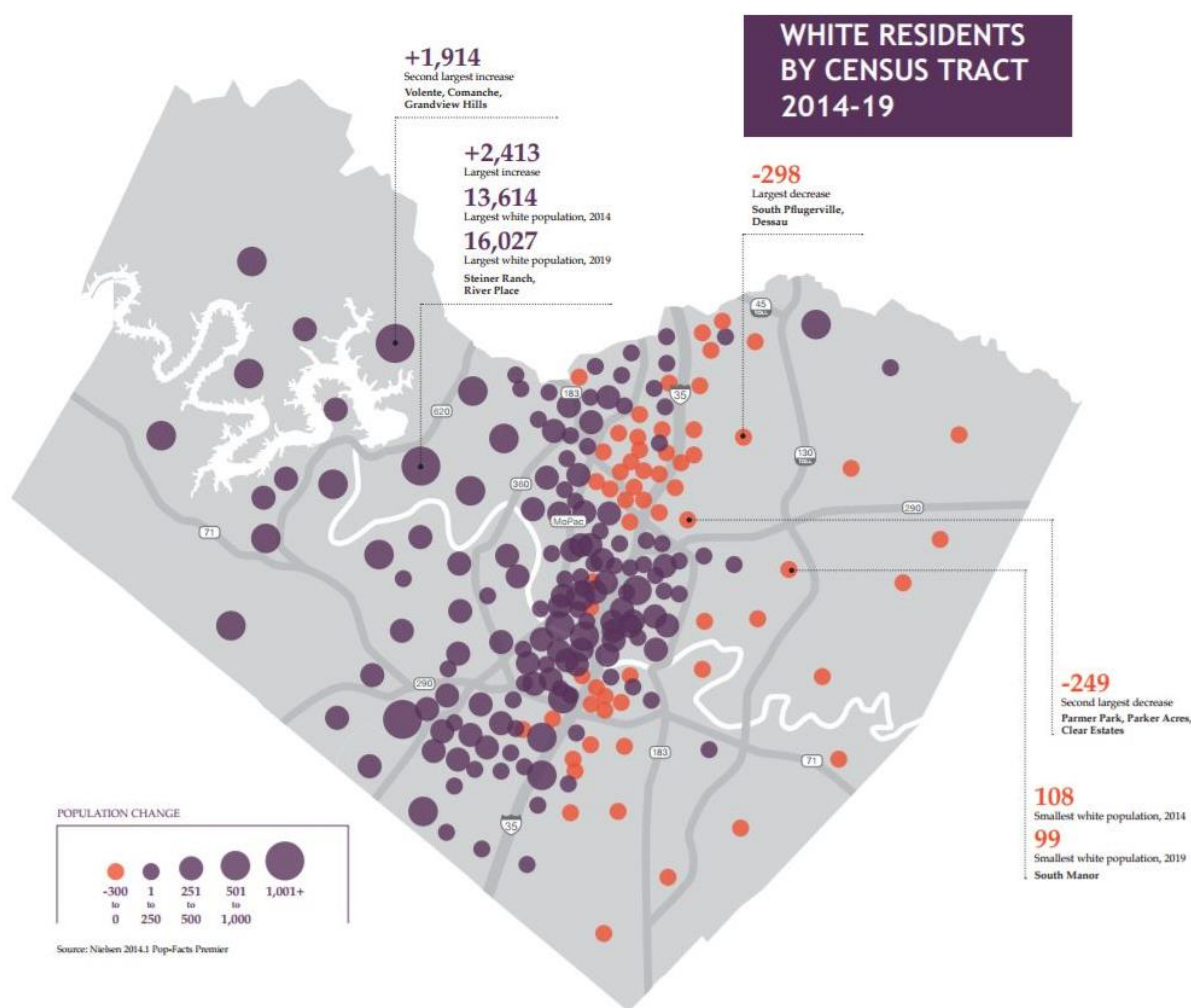 WHITE RESIDENTS
BY CENSUS TRACT
2014-19
+1,914
Second largest increase
Volente, Comanche,
Grandview Hills
+2,413
Largest increase
13,614
Largest white population, 2014
16,027
Largest white population, 2019
Steiner Ranch,
River Place
-298
Largest decrease
South Pflugerville,
Dessau
45
TOLL
183
35
620
130
TOLL
360
290
71
MoPac
290
183
71
35
-249
Second largest decrease
Parmer Park, Parker Acres,
Clear Estates
108
Smallest white population, 2014
99
Smallest white population, 2019
South Manor
POPULATION CHANGE
-300 1 251 501 1,001+
to to to to
0 250 500 1,000
Source: Nielsen 2014.1 Pop-Facts Premier